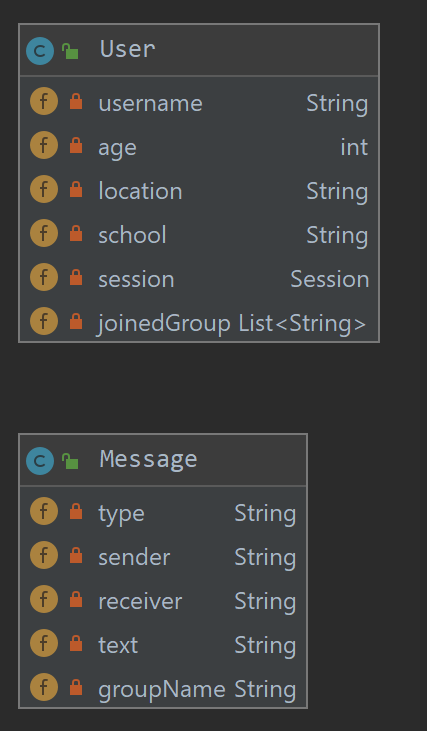 C User
f username String
f age int
f location String
f school String
f session Session
f joinedGroup List<String>
C Message
f type String
f sender String
f receiver String
f text String
f groupName String